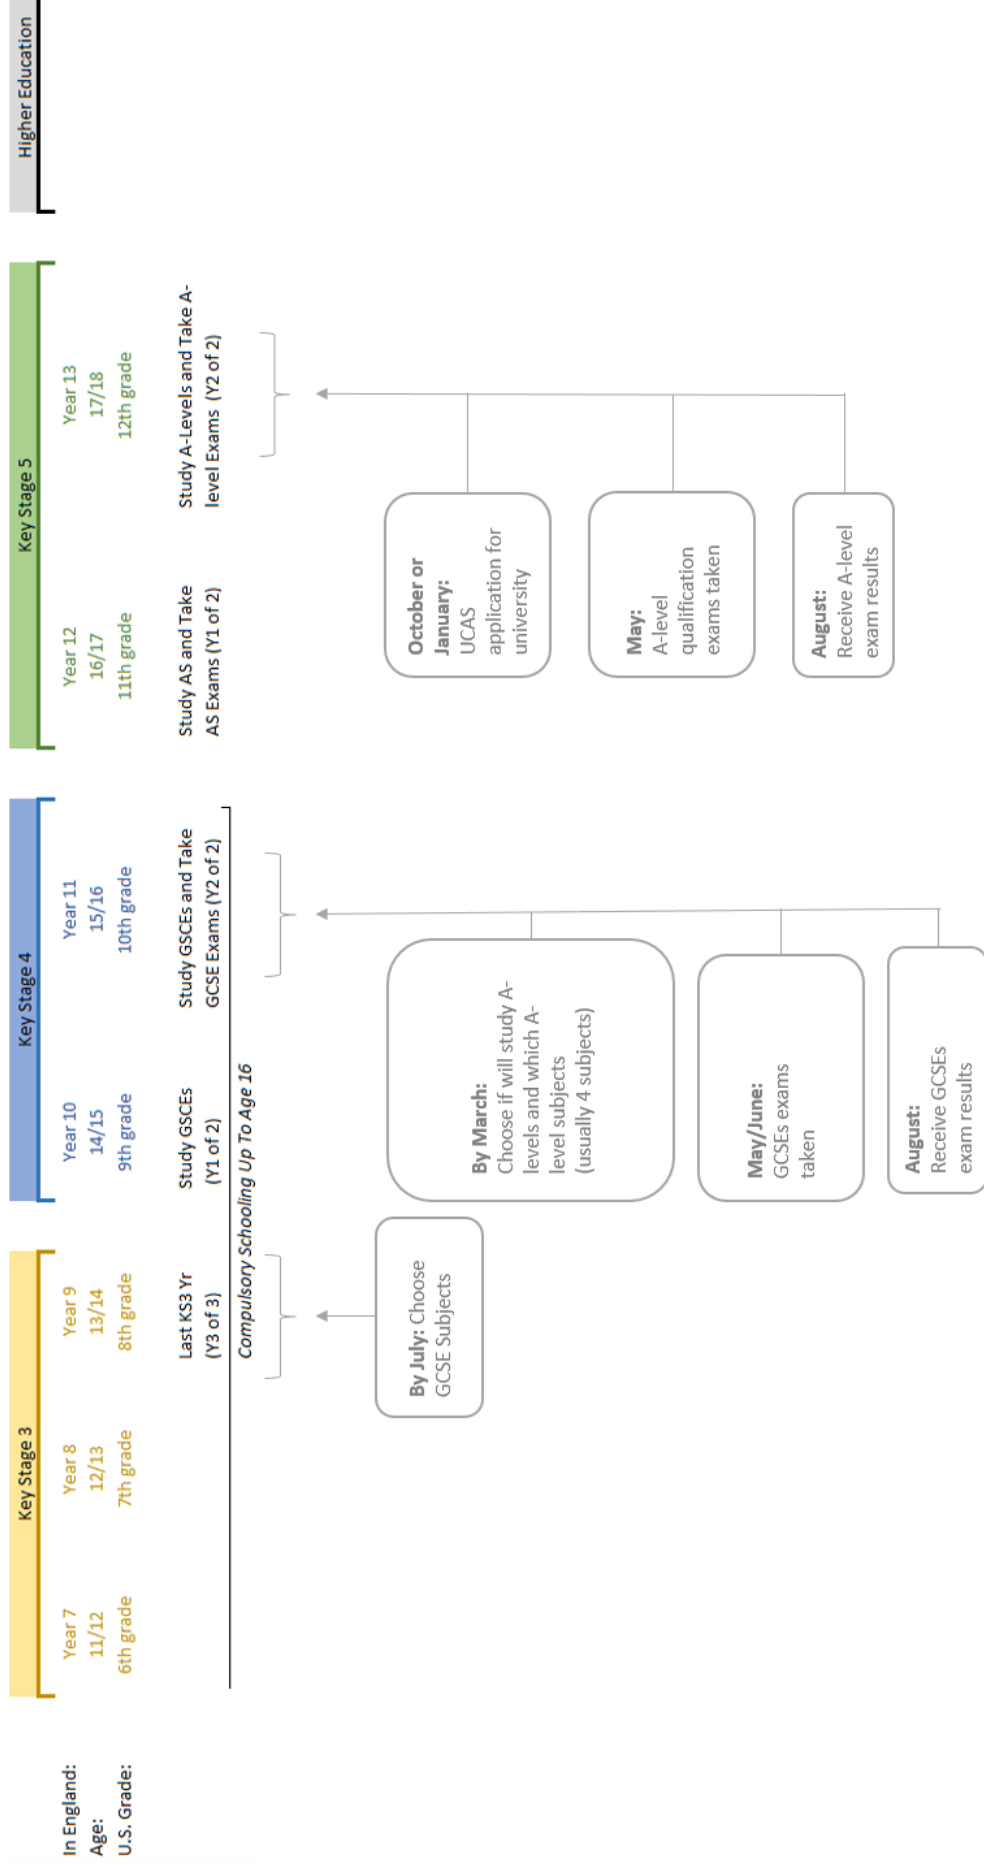 Key Stage 3
Key Stage 4
Key Stage 5
Higher Education
In England:
Year 7
Year 8
Year 9
Year 10
Year 11
Year 12
Year 13
Age:
11/12
12/13
13/14
14/15
15/16
16/17
17/18
U.S. Grade:
6th grade
7th grade
8th grade
9th grade
10th grade
11th grade
12th grade
Last KS3 Yr
(Y3 of 3)
Study GSCEs
(Y1 of 2)
Study GSCEs and Take
GCSE Exams (Y2 of 2)
Study AS and Take
AS Exams (Y1 of 2)
Study A-Levels and Take A-
level Exams (Y2 of 2)
Compulsory Schooling Up To Age 16
By July: Choose
GCSE Subjects
By March:
Choose if will study A-
levels and which A-
level subjects
(usually 4 subjects)
May/June:
GCSEs exams
taken
August:
Receive GCSEs
exam results
October or
January:
UCAS
application for
university
May:
A-level
qualification
exams taken
August:
Receive A-level
exam results